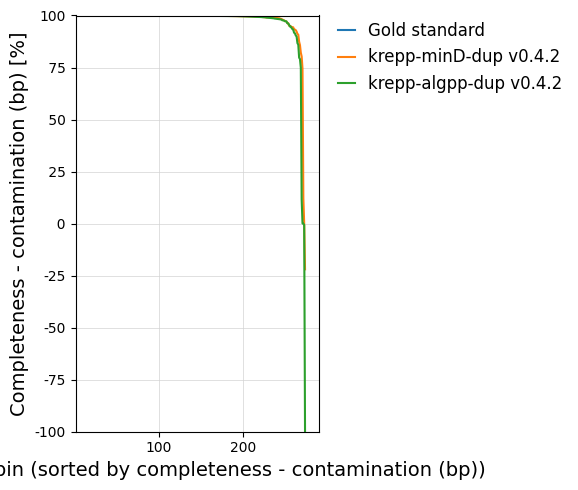 Completeness - contamination (bp) [%]
100
75
50
25
0
-25
-50
-75
-100
100
200
bin (sorted by completeness - contamination (bp))
Gold standard
krepp-minD-dup v0.4.2
krepp-algpp-dup v0.4.2